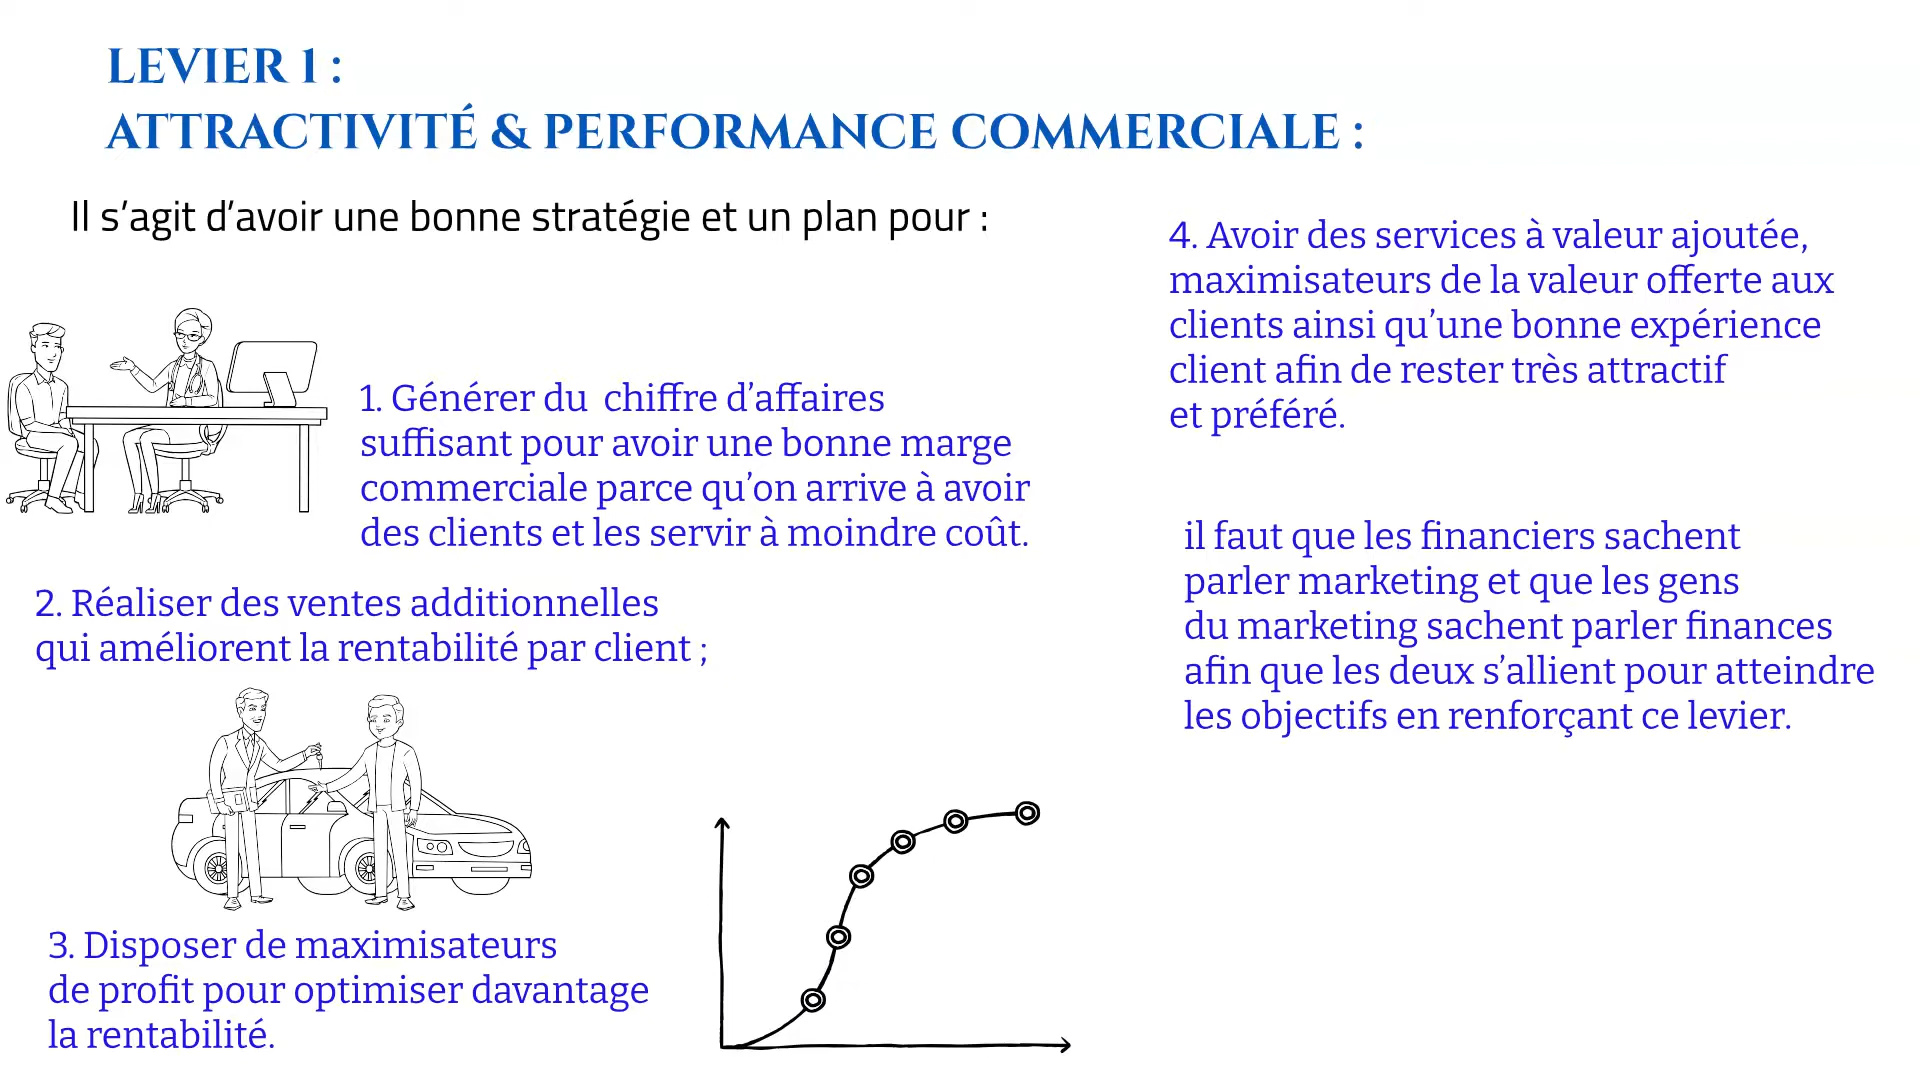 LEVIER 1 :
ATTRACTIVITÉ & PERFORMANCE COMMERCIALE :
Il s’agit d’avoir une bonne stratégie et un plan pour :
1. Générer du  chiffre d’affaires
suffisant pour avoir une bonne marge
commerciale parce qu’on arrive à avoir
des clients et les servir à moindre coût.
2. Réaliser des ventes additionnelles
qui améliorent la rentabilité par client ;
3. Disposer de maximisateurs
de profit pour optimiser davantage
la rentabilité.
4. Avoir des services à valeur ajoutée,
maximisateurs de la valeur offerte aux
clients ainsi qu’une bonne expérience
client afin de rester très attractif
et préféré.
il faut que les financiers sachent
parler marketing et que les gens
du marketing sachent parler finances
afin que les deux s’allient pour atteindre
les objectifs en renforçant ce levier.